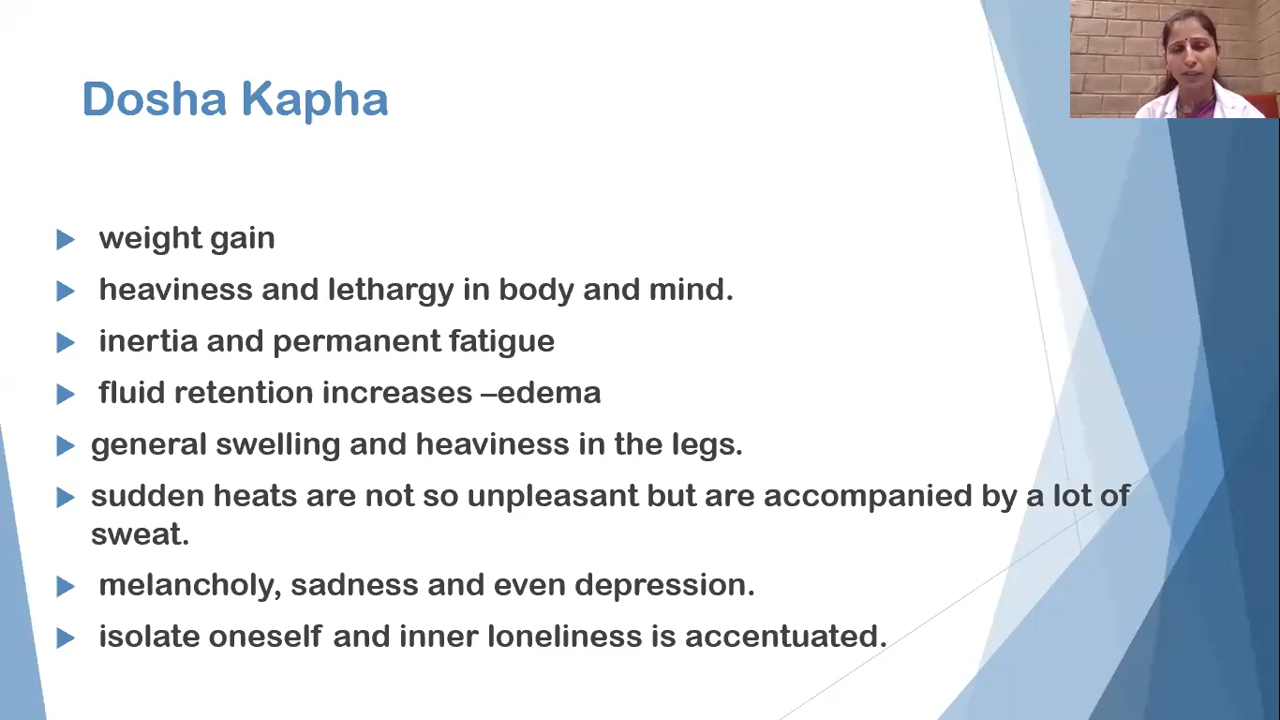 Dosha Kapha
weight gain
heaviness and lethargy in body and mind.
inertia and permanent fatigue
fluid retention increases –edema
general swelling and heaviness in the legs.
sudden heats are not so unpleasant but are accompanied by a lot of
sweat.
melancholy, sadness and even depression.
isolate oneself and inner loneliness is accentuated.